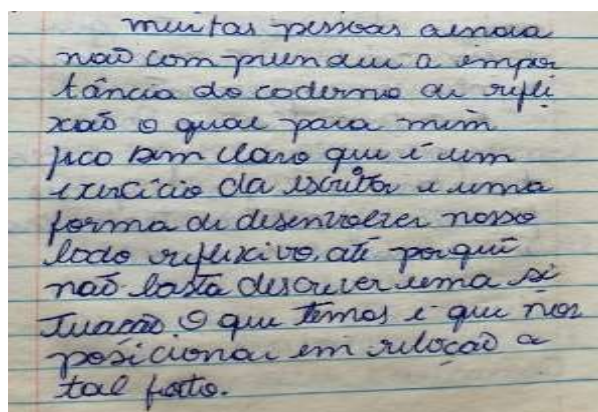 muitas pessoas ainda
não compreendem a impor
tância do caderno de refle
xão o qual para mim
fico bem claro que é um
exercício da escrita e uma
forma de desenvolver nosso
lado reflexivo, até porquê
não basta descrever uma si
tuação. O que temos é que nos
posicionar em relação a
tal fato.